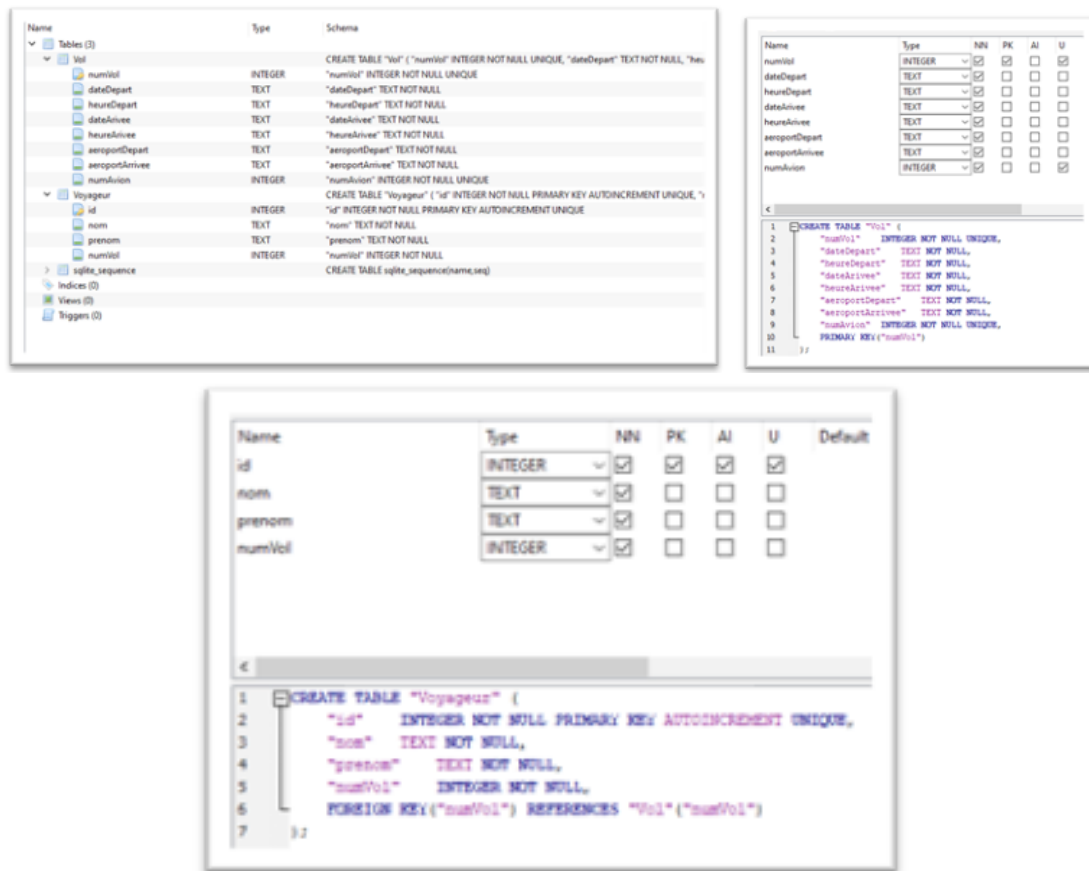 Name Type Schema
Tables (3)
Vol CREATE TABLE "Vol" ( "numVol" INTEGER NOT NULL UNIQUE, "dateDepart" TEXT NOT NULL, "heu
numVol INTEGER "numVol" INTEGER NOT NULL UNIQUE
dateDepart TEXT "dateDepart" TEXT NOT NULL
heureDepart TEXT "heureDepart" TEXT NOT NULL
dateArivee TEXT "dateArivee" TEXT NOT NULL
heureArivee TEXT "heureArivee" TEXT NOT NULL
aeroportDepart TEXT "aeroportDepart" TEXT NOT NULL
aeroportArrivee TEXT "aeroportArrivee" TEXT NOT NULL
numAvion INTEGER "numAvion" INTEGER NOT NULL UNIQUE
Voyageur CREATE TABLE "Voyageur" ( "id" INTEGER NOT NULL PRIMARY KEY AUTOINCREMENT UNIQUE,
id INTEGER "id" INTEGER NOT NULL PRIMARY KEY AUTOINCREMENT UNIQUE
nom TEXT "nom" TEXT NOT NULL
prenom TEXT "prenom" TEXT NOT NULL
numVol INTEGER "numVol" INTEGER NOT NULL
sqlite_sequence CREATE TABLE sqlite_sequence(name,seq)
Indices (0)
Views (0)
Triggers (0)
Name Type NN PK AI U
numVol INTEGER
dateDepart TEXT
heureDepart TEXT
dateArivee TEXT
heureArivee TEXT
aeroportDepart TEXT
aeroportArrivee TEXT
numAvion INTEGER
1 CREATE TABLE "Vol" (
2 "numVol" INTEGER NOT NULL UNIQUE,
3 "dateDepart" TEXT NOT NULL,
4 "heureDepart" TEXT NOT NULL,
5 "dateArivee" TEXT NOT NULL,
6 "heureArivee" TEXT NOT NULL,
7 "aeroportDepart" TEXT NOT NULL,
8 "aeroportArrivee" TEXT NOT NULL,
9 "numAvion" INTEGER NOT NULL UNIQUE,
10 PRIMARY KEY("numVol")
11 );
Name Type NN PK AI U Default
id INTEGER
nom TEXT
prenom TEXT
numVol INTEGER
1 CREATE TABLE "Voyageur" (
2 "id" INTEGER NOT NULL PRIMARY KEY AUTOINCREMENT UNIQUE,
3 "nom" TEXT NOT NULL,
4 "prenom" TEXT NOT NULL,
5 "numVol" INTEGER NOT NULL,
6 FOREIGN KEY("numVol") REFERENCES "Vol"("numVol")
7 );